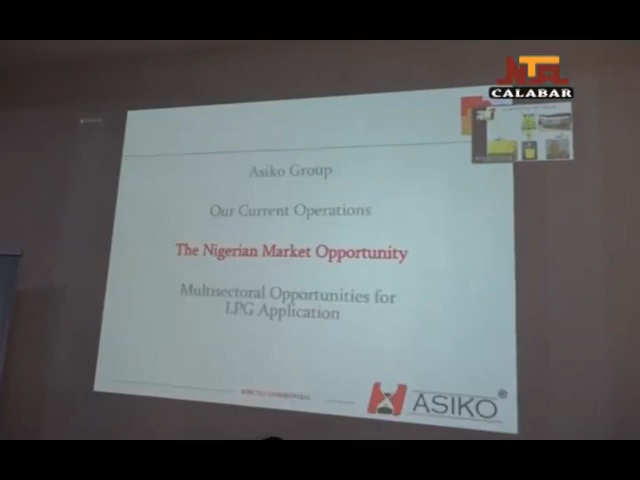 CALABAR
Asiko Group
Our Current Operations
The Nigerian Market Opportunity
Multisectoral Opportunities for
LPG Application
ASIKO®